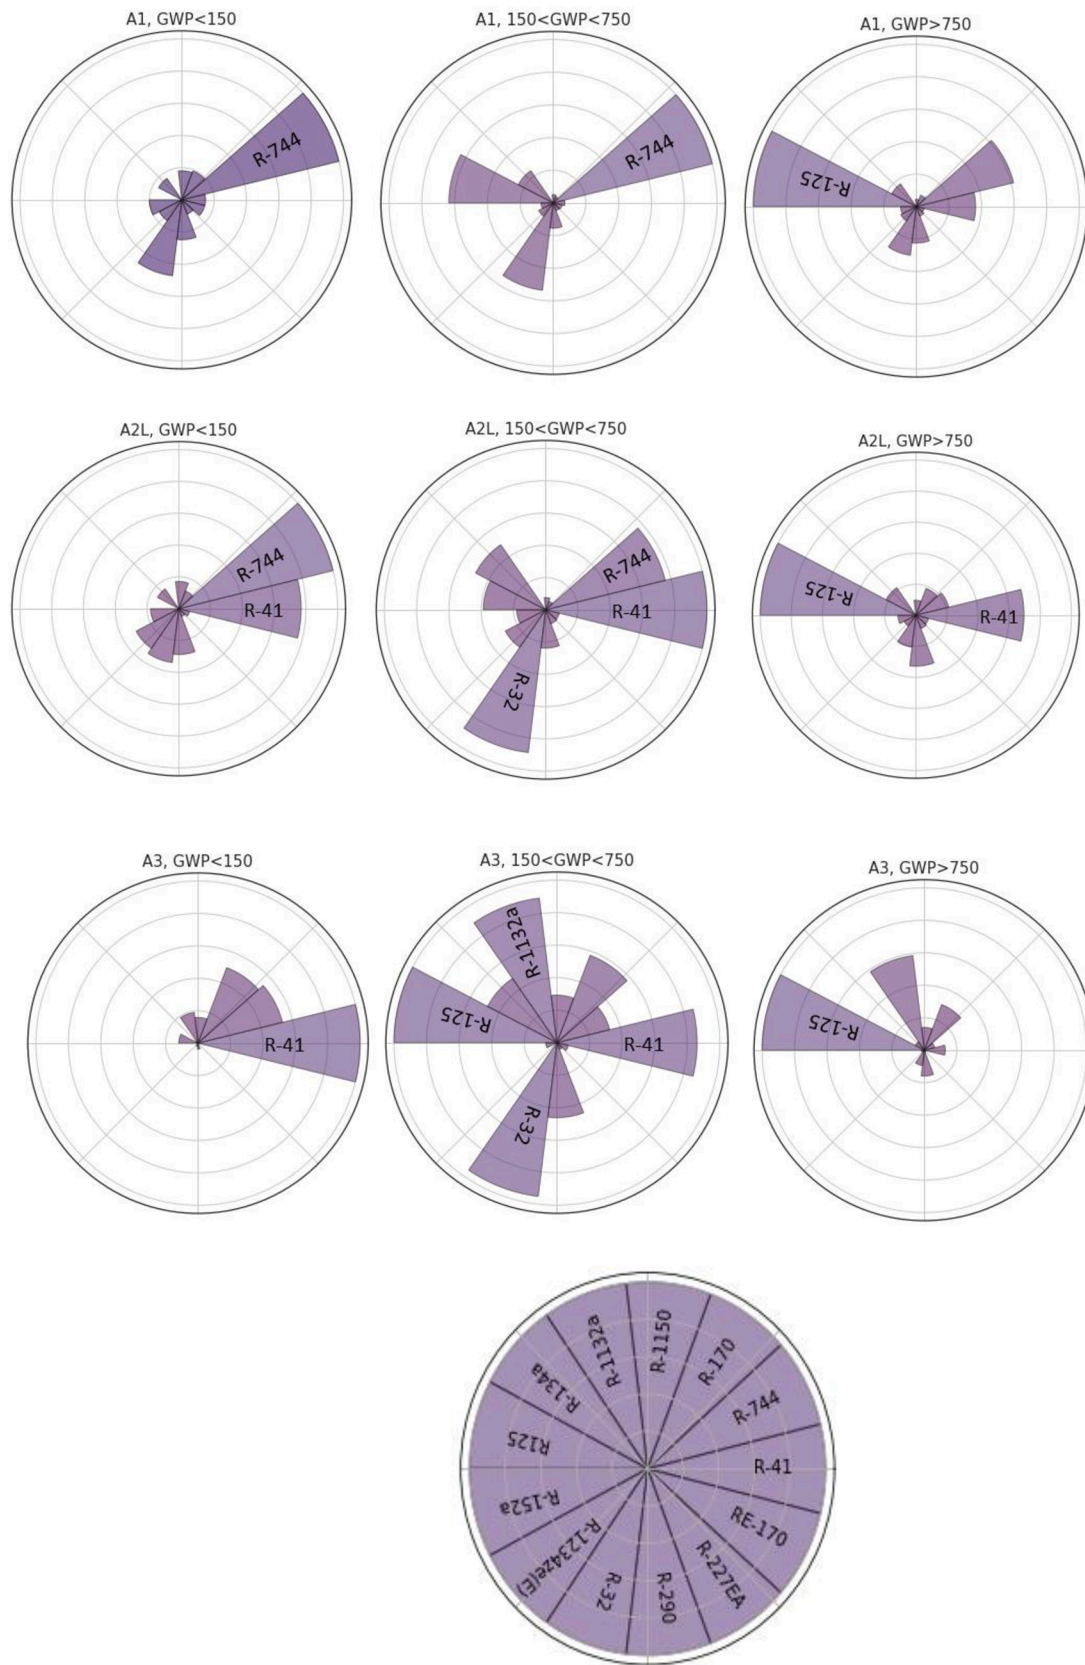 A1, GWP<150
A1, 150<GWP<750
A1, GWP>750
R-744
R-744
R-125
A2L, GWP<150
A2L, 150<GWP<750
A2L, GWP>750
R-744
R-41
R-744
R-41
R-32
R-125
R-41
A3, GWP<150
A3, 150<GWP<750
A3, GWP>750
R-41
R-1132a
R-125
R-41
R-32
R-125
R-1132a
R-1150
R-170
R-134a
R-744
R125
R-41
R-152a
RE-170
R-1234ze(E)
R-227EA
R-32
R-290